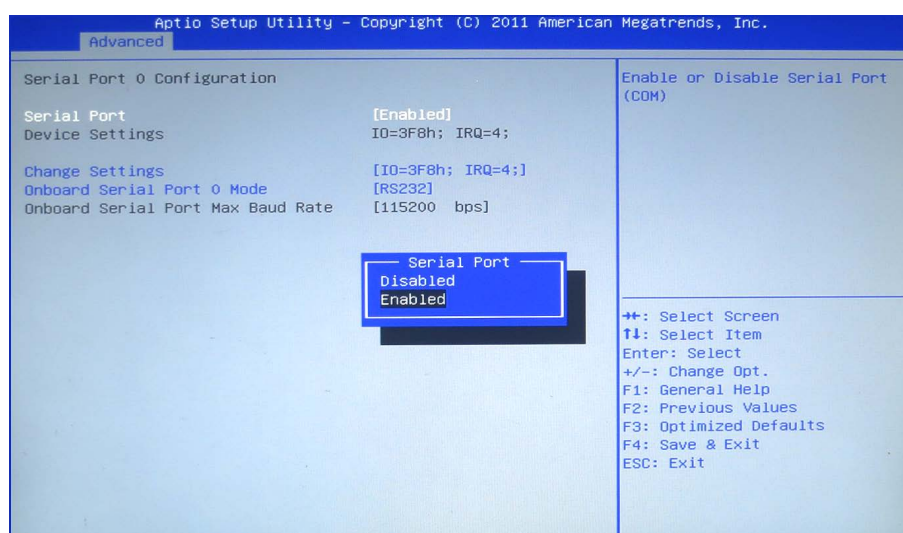 Aptio Setup Utility – Copyright (C) 2011 American Megatrends, Inc.
Advanced
Serial Port 0 Configuration
Serial Port [Enabled]
Device Settings IO=3F8h; IRQ=4;
Change Settings [IO=3F8h; IRQ=4;]
Onboard Serial Port 0 Mode [RS232]
Onboard Serial Port Max Baud Rate [115200 bps]
Serial Port
Disabled
Enabled
Enable or Disable Serial Port
(COM)
→←: Select Screen
↑↓: Select Item
Enter: Select
+/-: Change Opt.
F1: General Help
F2: Previous Values
F3: Optimized Defaults
F4: Save & Exit
ESC: Exit